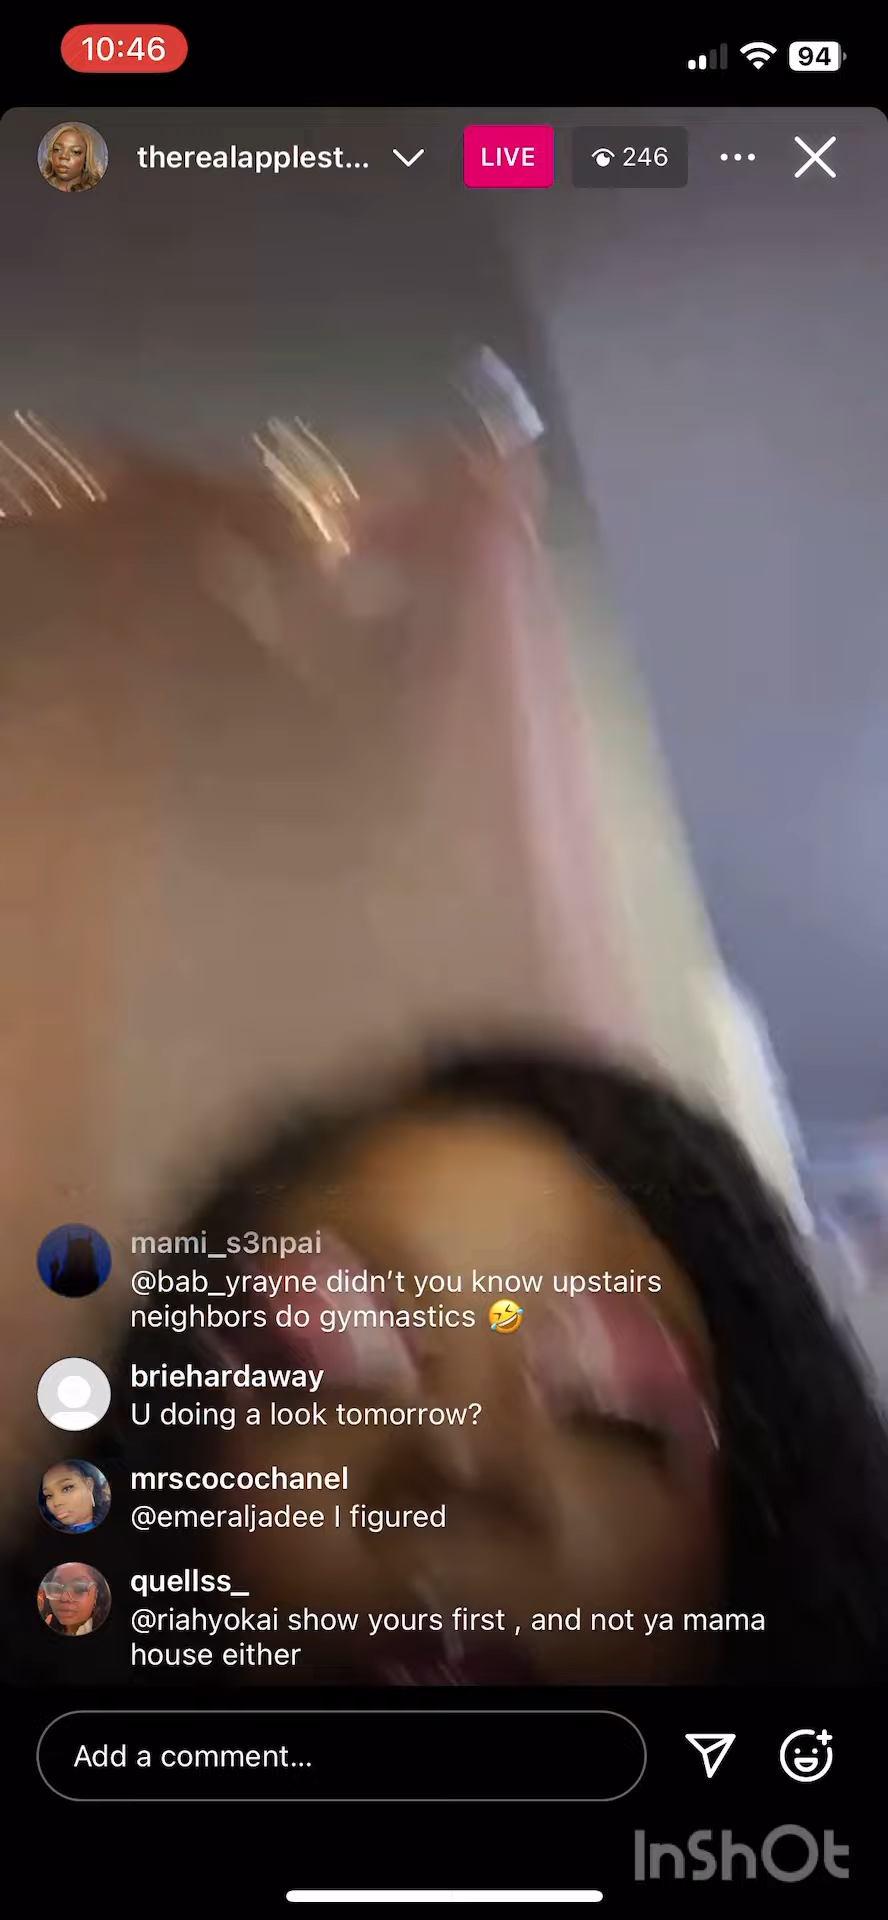 10:46
94
therealapplest...
LIVE
246
mami_s3npai
@bab_yrayne didn’t you know upstairs
neighbors do gymnastics 🤣
briehardaway
U doing a look tomorrow?
mrscocochanel
@emeraljadee I figured
quellss_
@riahyokai show yours first , and not ya mama
house either
Add a comment...
InShOt